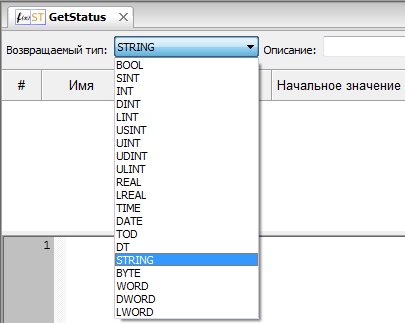 f(x) ST GetStatus
Возвращаемый тип: STRING Описание:
# Имя Начальное значение
BOOL
SINT
INT
DINT
LINT
USINT
UINT
UDINT
ULINT
REAL
LREAL
TIME
DATE
TOD
DT
STRING
BYTE
WORD
DWORD
LWORD
1